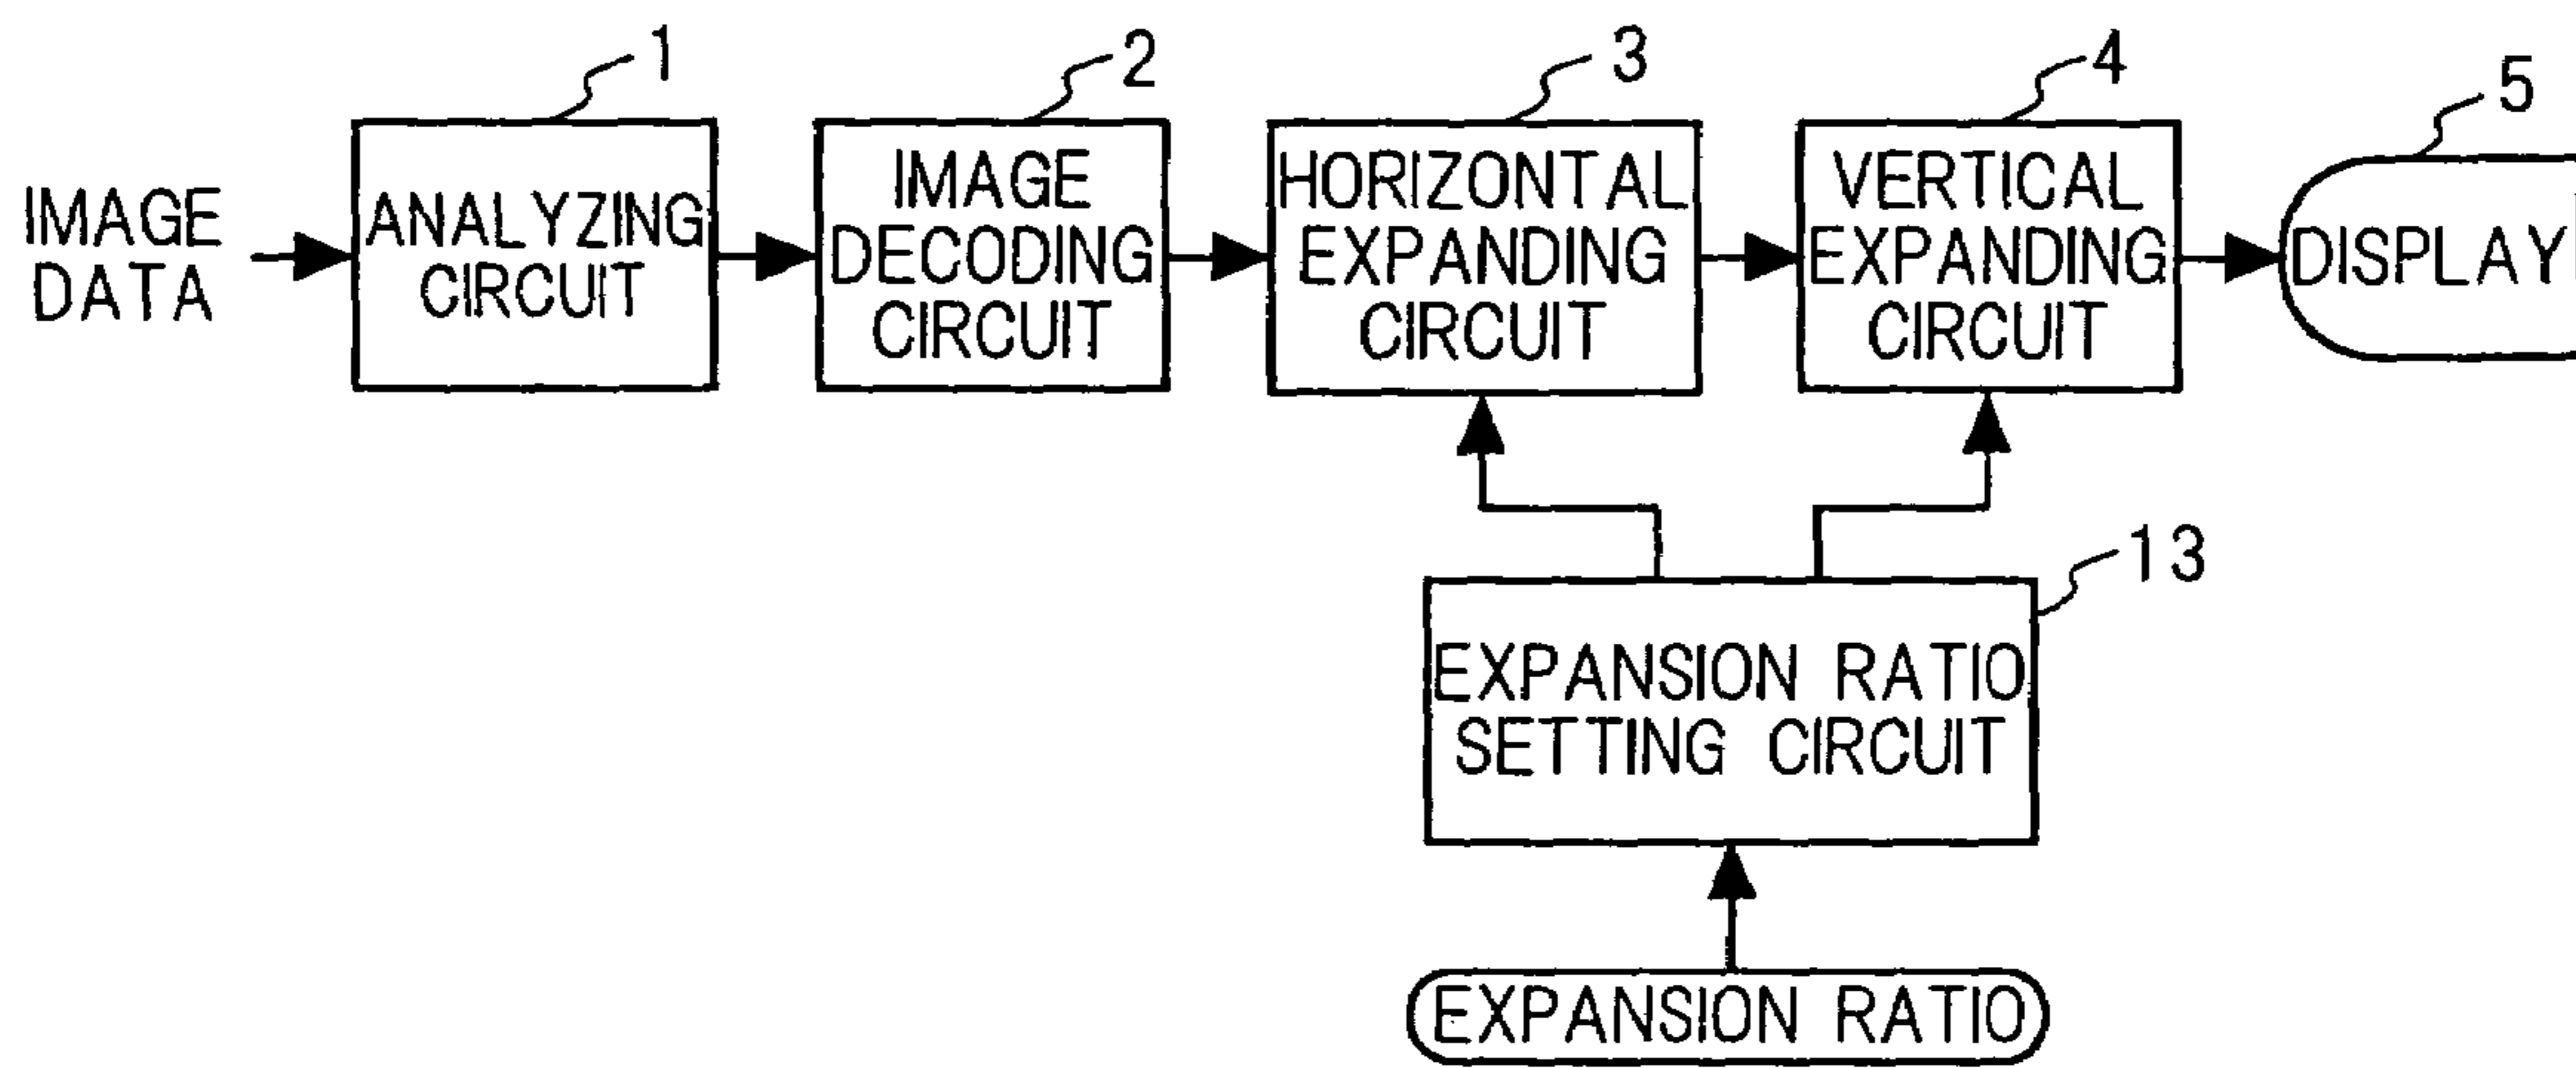 1
2
3
4
5
IMAGE
DATA
ANALYZING
CIRCUIT
IMAGE
DECODING
CIRCUIT
HORIZONTAL
EXPANDING
CIRCUIT
VERTICAL
EXPANDING
CIRCUIT
DISPLAY
13
EXPANSION RATIO
SETTING CIRCUIT
EXPANSION RATIO